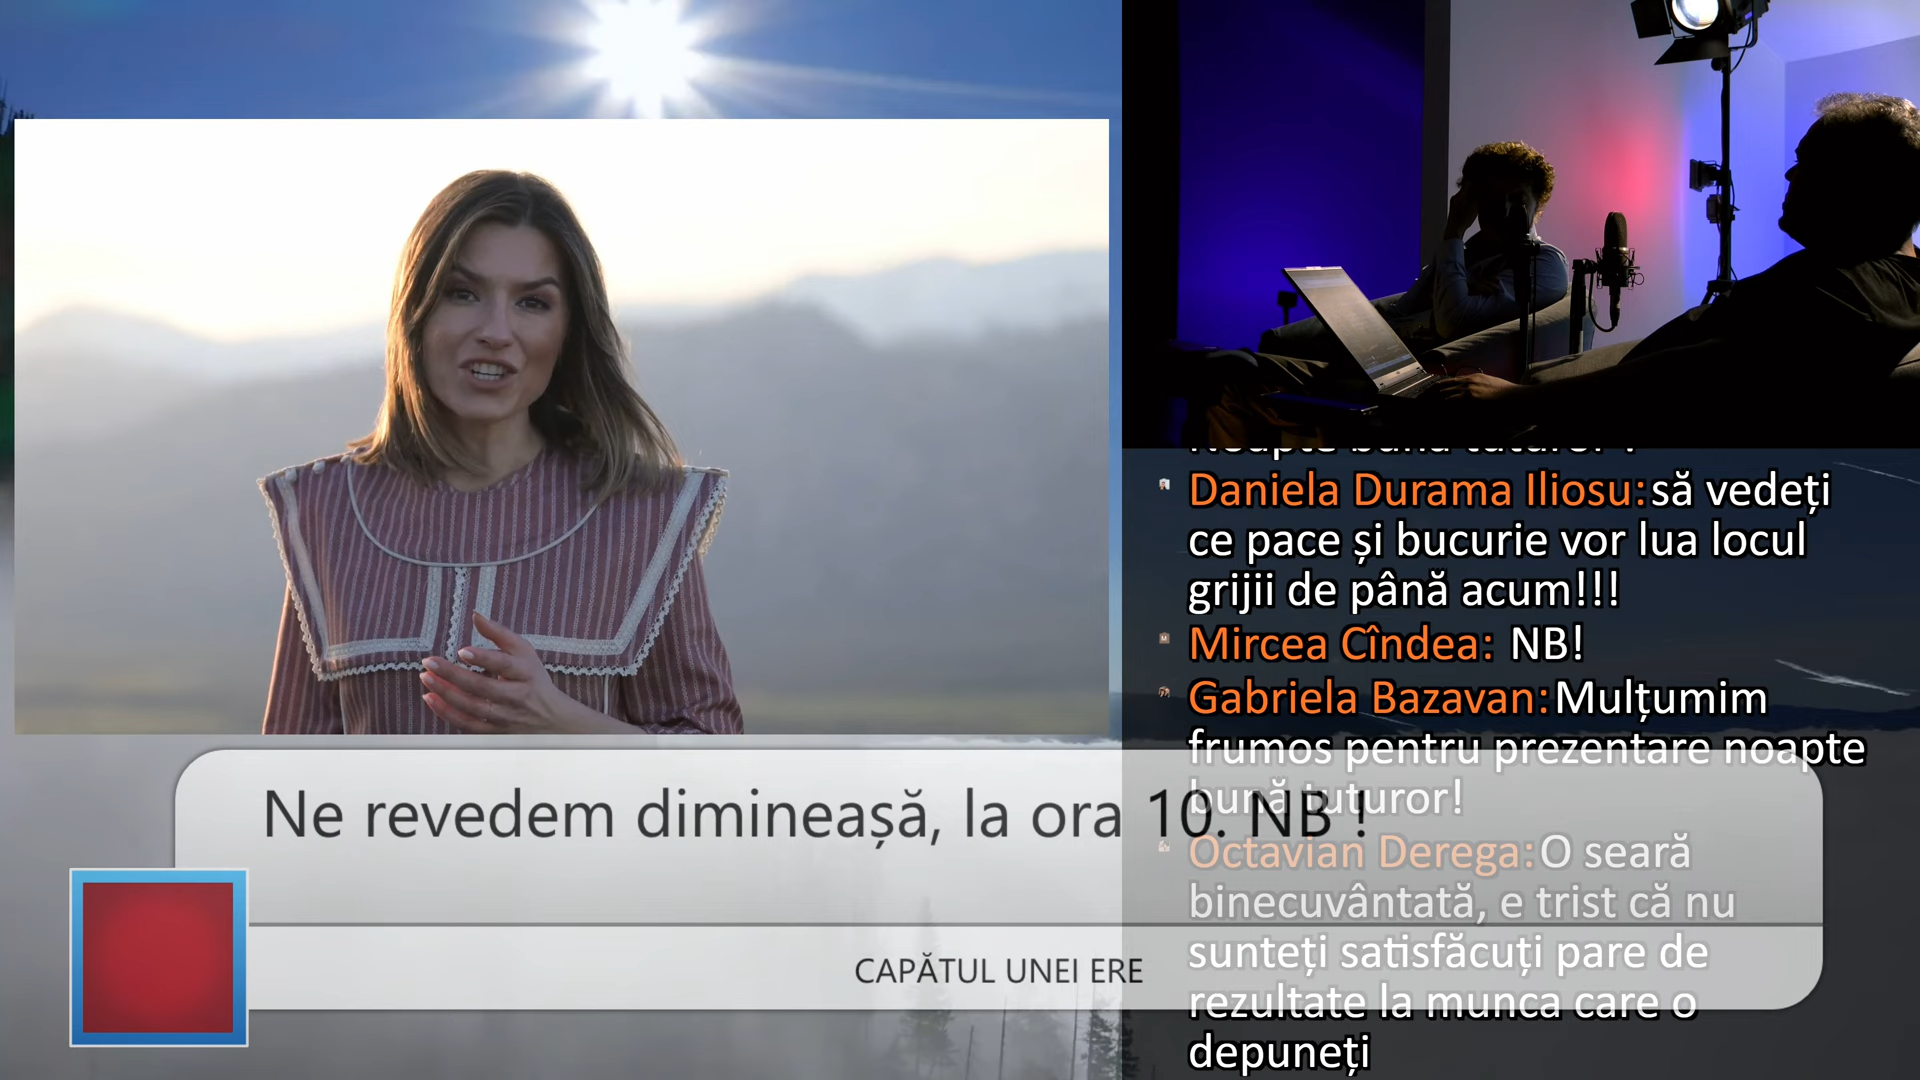 Daniela Durama Iliosu: să vedeți
ce pace și bucurie vor lua locul
grijii de până acum!!!
Mircea Cîndea: NB!
Gabriela Bazavan: Mulțumim
frumos pentru prezentare noapte
bună tuturor!
Octavian Derega: O seară
binecuvântată, e trist că nu
sunteți satisfăcuți pare de
rezultate la munca care o
depuneți
Ne revedem dimineașă, la ora 10. NB !
CAPĂTUL UNEI ERE